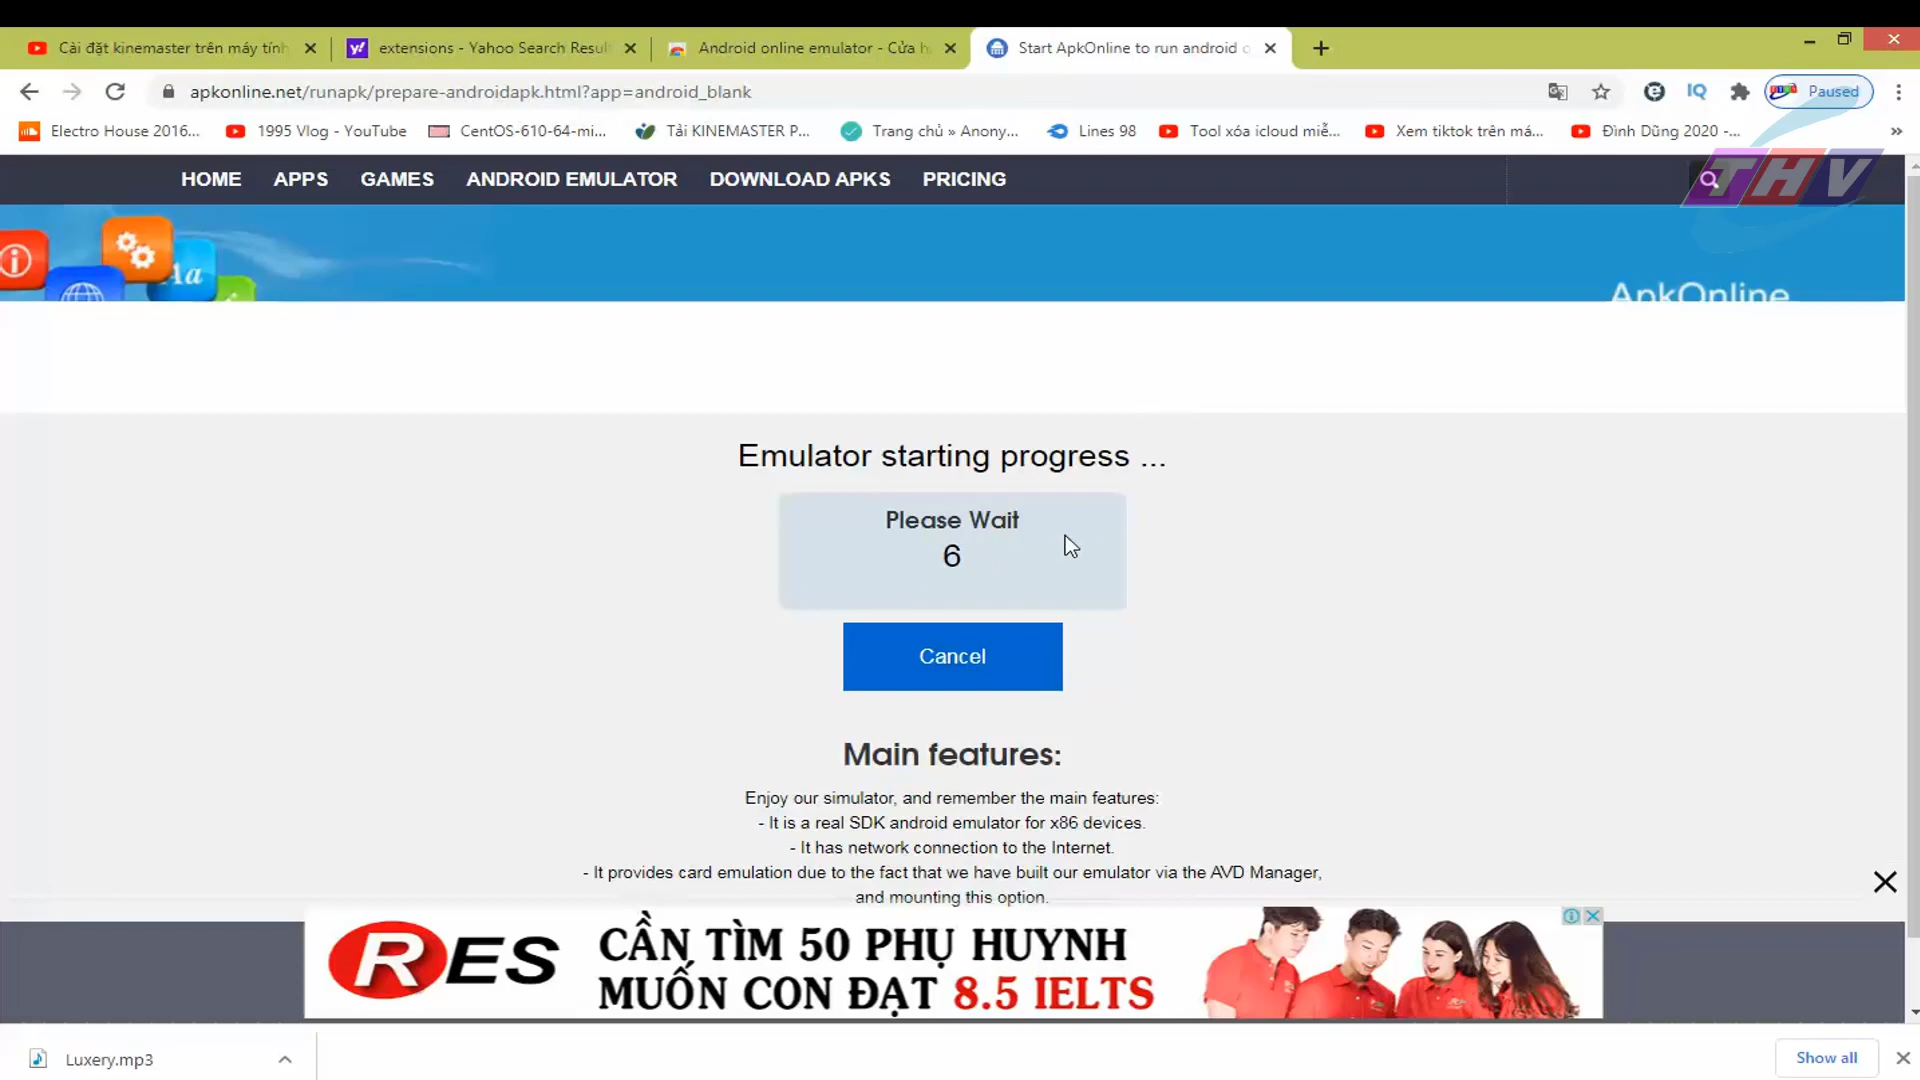 Cài đặt kinemaster trên máy tính
extensions - Yahoo Search Resul
Android online emulator - Cửa h
Start ApkOnline to run android o
apkonline.net/runapk/prepare-androidapk.html?app=android_blank
IQ
Paused
Electro House 2016...
1995 Vlog - YouTube
CentOS-610-64-mi...
Tải KINEMASTER P...
Trang chủ » Anony...
Lines 98
Tool xóa icloud miễ...
Xem tiktok trên má...
Đình Dũng 2020 -...
HOME
APPS
GAMES
ANDROID EMULATOR
DOWNLOAD APKS
PRICING
THV
Aa
ApkOnline
Emulator starting progress ...
Please Wait
6
Cancel
Main features:
Enjoy our simulator, and remember the main features:
- It is a real SDK android emulator for x86 devices.
- It has network connection to the Internet.
- It provides card emulation due to the fact that we have built our emulator via the AVD Manager,
and mounting this option.
RES
CẦN TÌM 50 PHỤ HUYNH
MUỐN CON ĐẠT 8.5 IELTS
Luxery.mp3
Show all